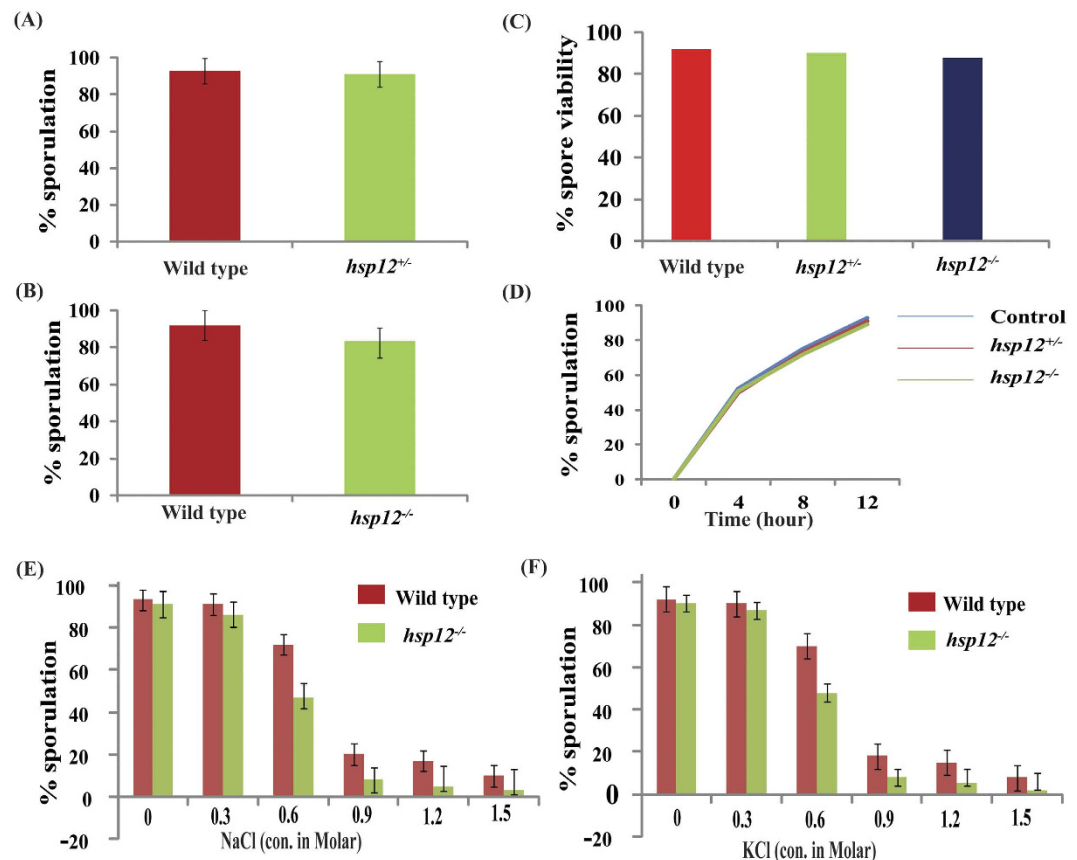 (A)
% sporulation
100
80
60
40
20
0
Wild type hsp12+/-
(B)
% sporulation
100
80
60
40
20
0
Wild type hsp12-/-
(C)
% spore viability
100
80
60
40
20
0
Wild type hsp12+/- hsp12-/-
(D)
% sporulation
100
80
60
40
20
0
0 4 8 12
Time (hour)
Control
hsp12+/-
hsp12-/-
(E)
% sporulation
100
80
60
40
20
0
−20
0 0.3 0.6 0.9 1.2 1.5
NaCl (con. in Molar)
Wild type
hsp12-/-
(F)
% sporulation
100
80
60
40
20
0
−20
0 0.3 0.6 0.9 1.2 1.5
KCl (con. in Molar)
Wild type
hsp12-/-